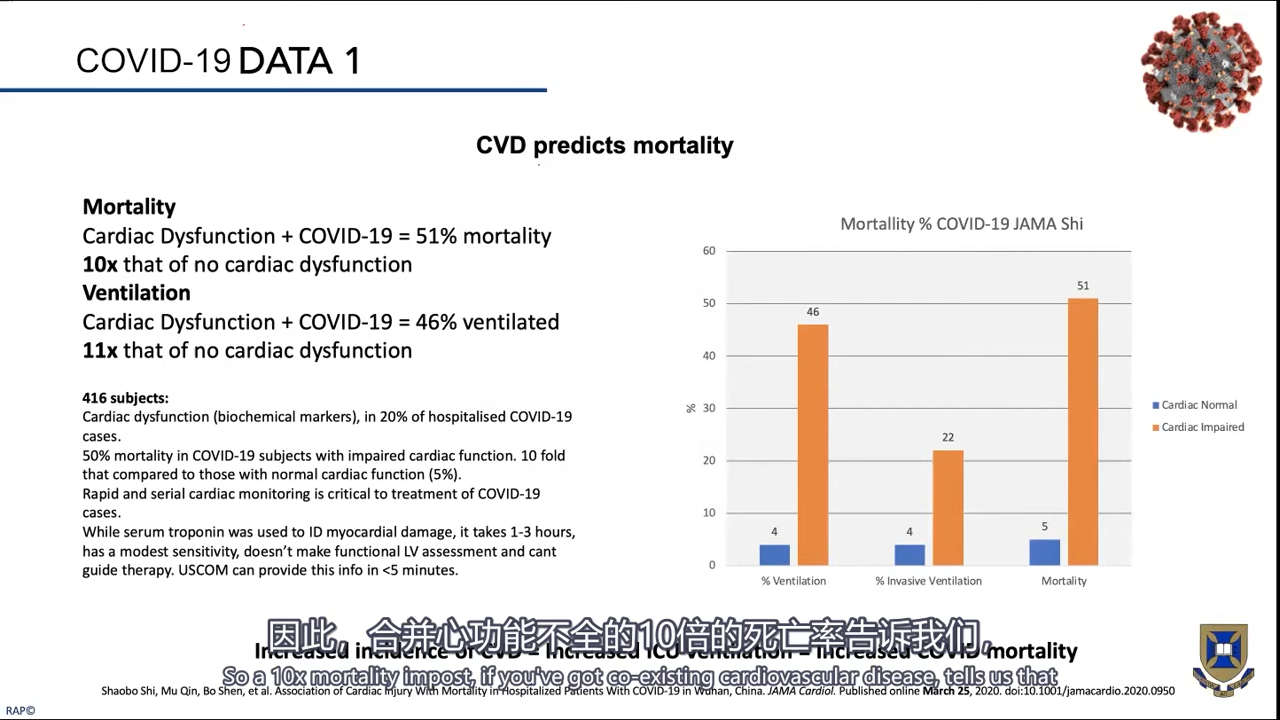 COVID-19 DATA 1
CVD predicts mortality
Mortality
Cardiac Dysfunction + COVID-19 = 51% mortality
10x that of no cardiac dysfunction
Ventilation
Cardiac Dysfunction + COVID-19 = 46% ventilated
11x that of no cardiac dysfunction
416 subjects:
Cardiac dysfunction (biochemical markers), in 20% of hospitalised COVID-19
cases.
50% mortality in COVID-19 subjects with impaired cardiac function. 10 fold
that compared to those with normal cardiac function (5%).
Rapid and serial cardiac monitoring is critical to treatment of COVID-19
cases.
While serum troponin was used to ID myocardial damage, it takes 1-3 hours,
has a modest sensitivity, doesn't make functional LV assessment and cant
guide therapy. USCOM can provide this info in <5 minutes.
Mortallity % COVID-19 JAMA Shi
60
50
40
30
20
10
0
%
4
46
4
22
5
51
% Ventilation
% Invasive Ventilation
Mortality
Cardiac Normal
Cardiac Impaired
因此，合并心功能不全的10倍的死亡率告诉我们，
Increased incidence of CVD = Increased ICU ventilation = Increased COVID mortality
So a 10x mortality impost, if you've got co-existing cardiovascular disease, tells us that
Shaobo Shi, Mu Qin, Bo Shen, et al. Association of Cardiac Injury With Mortality in Hospitalized Patients With COVID-19 in Wuhan, China. JAMA Cardiol. Published online March 25, 2020. doi:10.1001/jamacardio.2020.0950
RAP©